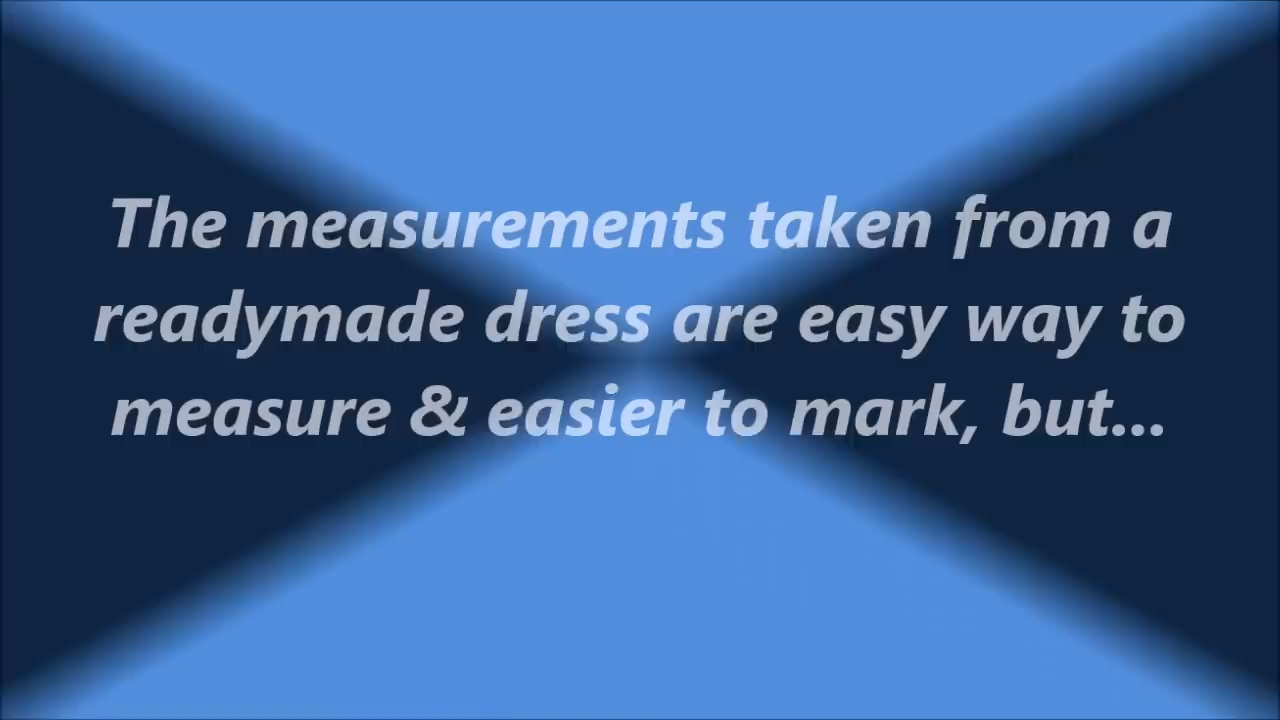 The measurements taken from a
readymade dress are easy way to
measure & easier to mark, but...